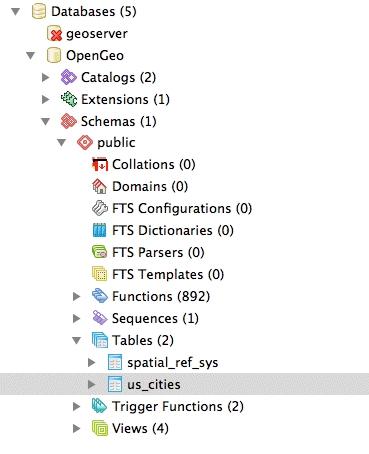 Databases (5)
geoserver
OpenGeo
Catalogs (2)
Extensions (1)
Schemas (1)
public
Collations (0)
Domains (0)
FTS Configurations (0)
FTS Dictionaries (0)
FTS Parsers (0)
FTS Templates (0)
Functions (892)
Sequences (1)
Tables (2)
spatial_ref_sys
us_cities
Trigger Functions (2)
Views (4)